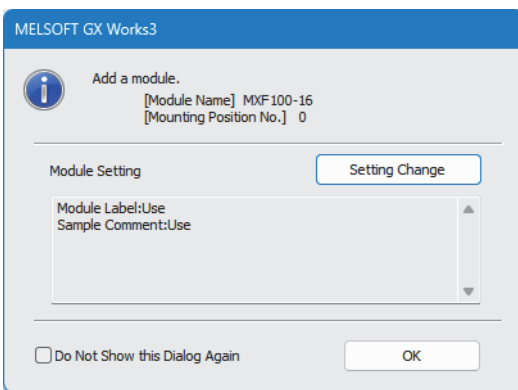 MELSOFT GX Works3
Add a module.
[Module Name] MXF100-16
[Mounting Position No.] 0
Module Setting
Setting Change
Module Label:Use
Sample Comment:Use
Do Not Show this Dialog Again
OK